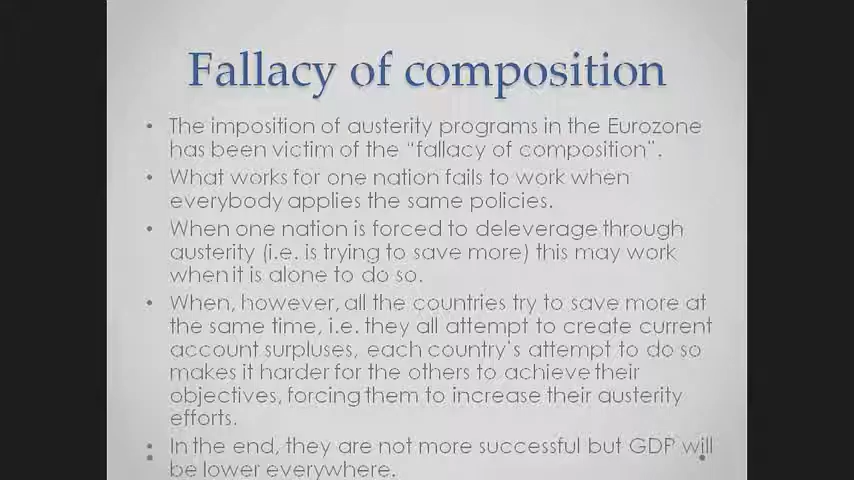 Fallacy of composition
• The imposition of austerity programs in the Eurozone
has been victim of the “fallacy of composition”.
• What works for one nation fails to work when
everybody applies the same policies.
• When one nation is forced to deleverage through
austerity (i.e. is trying to save more) this may work
when it is alone to do so.
• When, however, all the countries try to save more at
the same time, i.e. they all attempt to create current
account surpluses, each country’s attempt to do so
makes it harder for the others to achieve their
objectives, forcing them to increase their austerity
efforts.
• In the end, they are not more successful but GDP will
be lower everywhere.